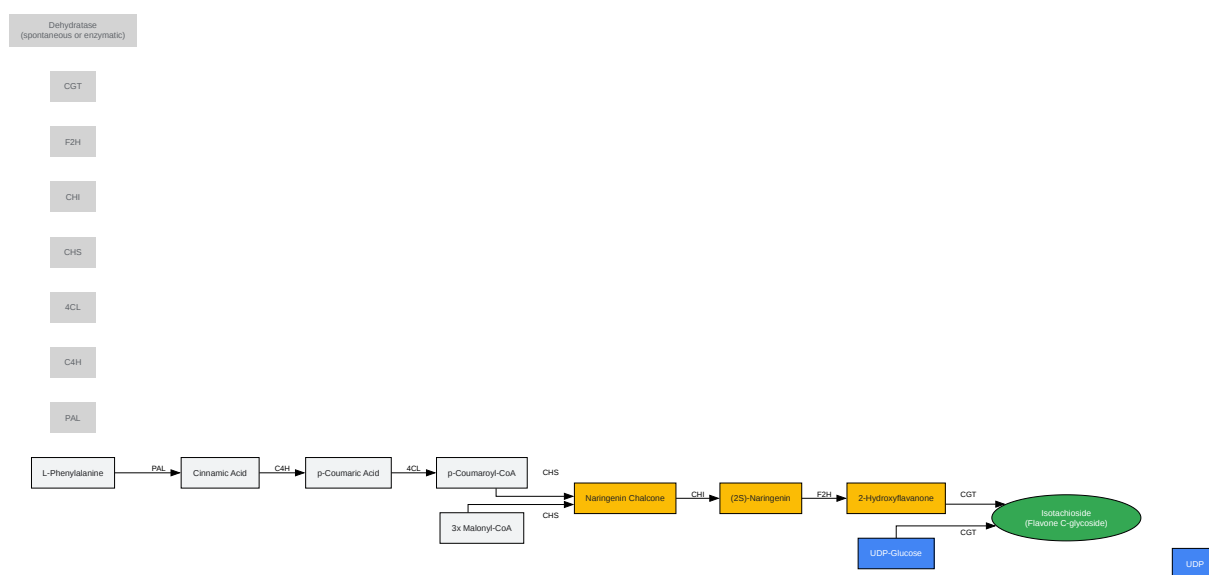 Dehydratase
(spontaneous or enzymatic)
CGT
F2H
CHI
CHS
4CL
C4H
PAL
L-Phenylalanine
PAL
Cinnamic Acid
C4H
p-Coumaric Acid
4CL
p-Coumaroyl-CoA
CHS
3x Malonyl-CoA
CHS
Naringenin Chalcone
CHI
(2S)-Naringenin
F2H
2-Hydroxyflavanone
CGT
UDP-Glucose
CGT
Isotachioside
(Flavone C-glycoside)
UDP